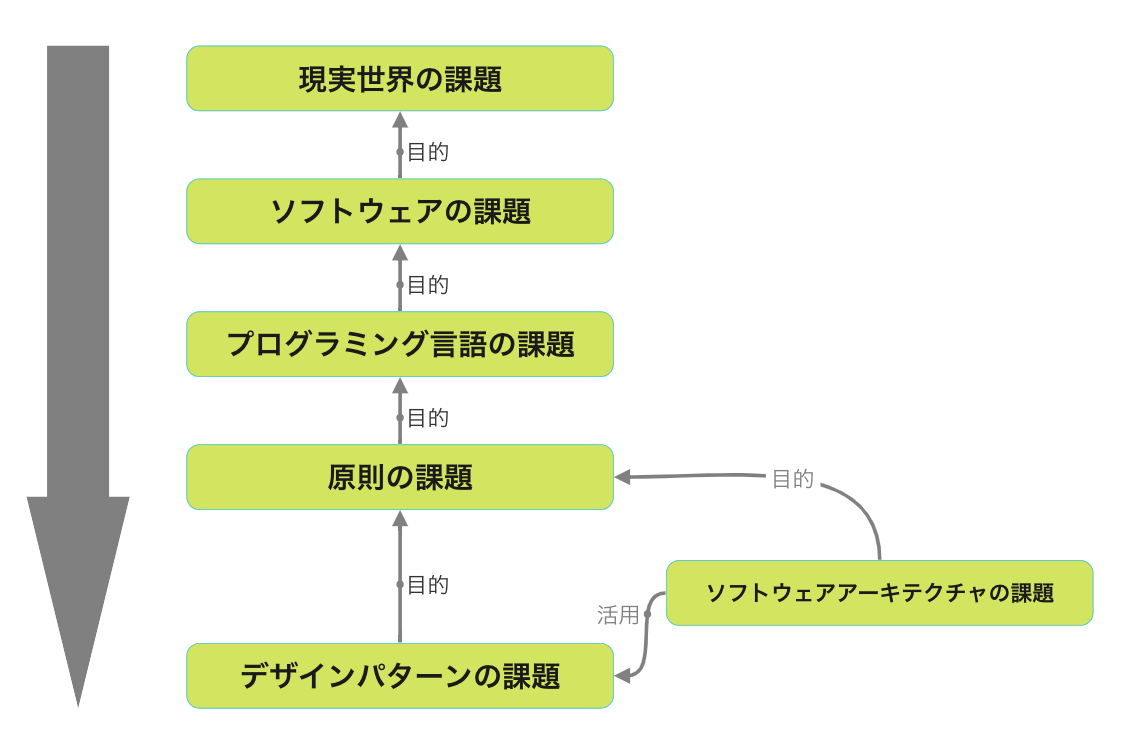 現実世界の課題
目的
ソフトウェアの課題
目的
プログラミング言語の課題
目的
原則の課題
目的
目的
ソフトウェアアーキテクチャの課題
活用
デザインパターンの課題